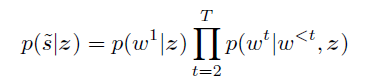 p(s̃|z) = p(w¹|z) ∏_{t=2}^{T} p(wᵗ|w^{<t}, z)